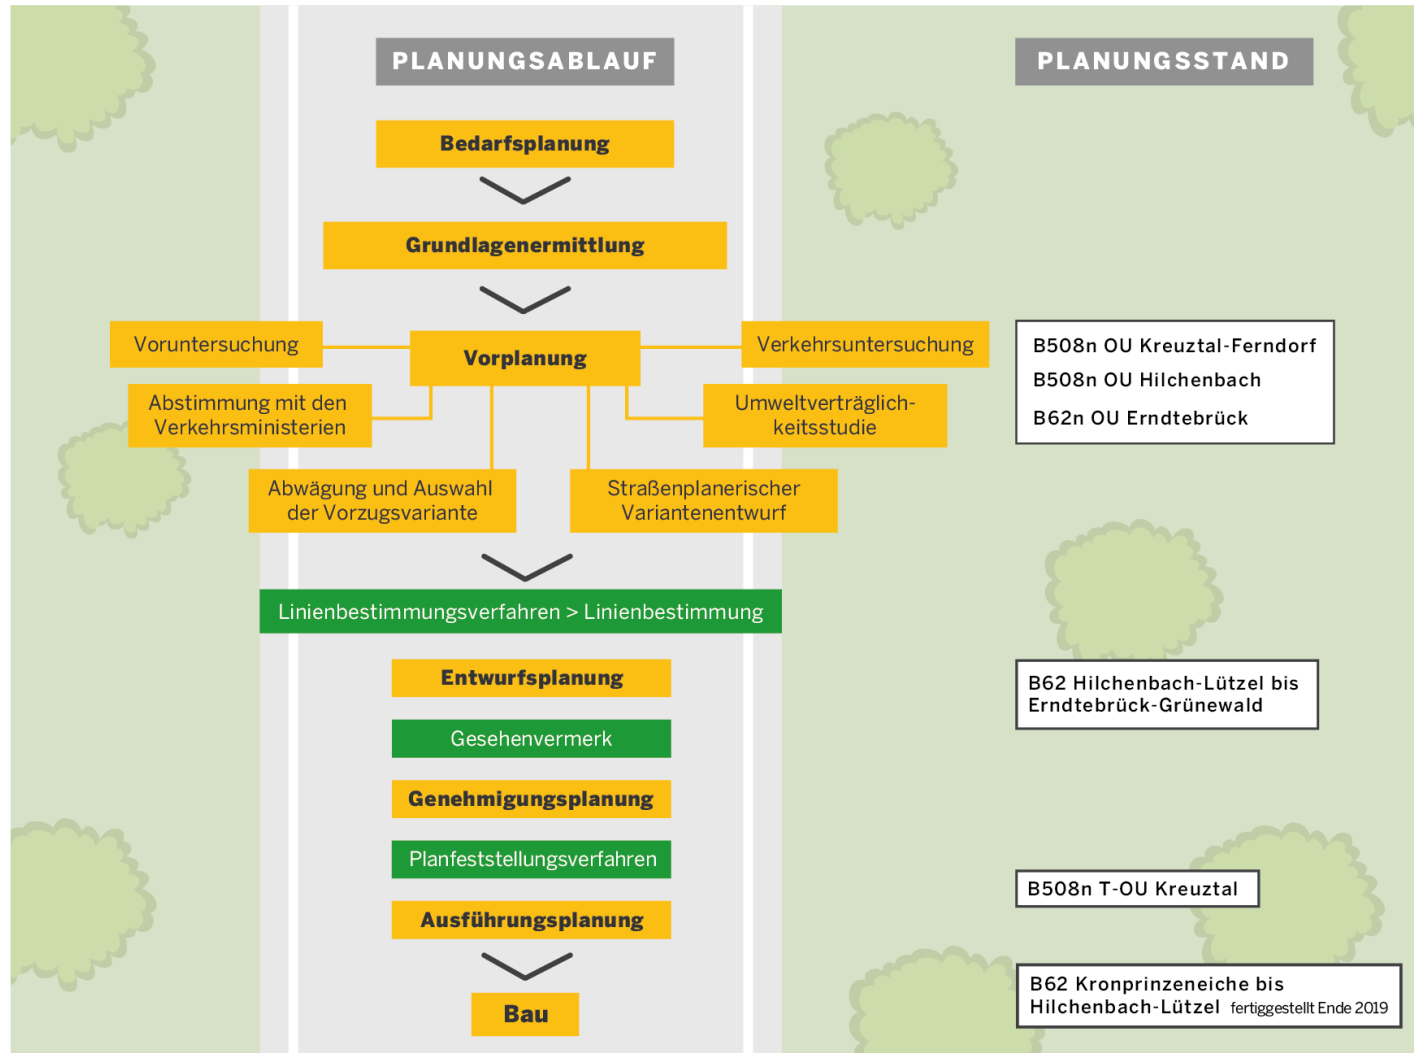 PLANUNGSABLAUF
PLANUNGSSTAND
Bedarfsplanung
Grundlagenermittlung
Voruntersuchung
Vorplanung
Verkehrsuntersuchung
Abstimmung mit den
Verkehrsministerien
Umweltverträglich-
keitsstudie
Abwägung und Auswahl
der Vorzugsvariante
Straßenplanerischer
Variantenentwurf
B508n OU Kreuztal-Ferndorf
B508n OU Hilchenbach
B62n OU Erndtebrück
Linienbestimmungsverfahren > Linienbestimmung
Entwurfsplanung
B62 Hilchenbach-Lützel bis
Erndtebrück-Grünewald
Gesehenvermerk
Genehmigungsplanung
Planfeststellungsverfahren
B508n T-OU Kreuztal
Ausführungsplanung
Bau
B62 Kronprinzeneiche bis
Hilchenbach-Lützel fertiggestellt Ende 2019